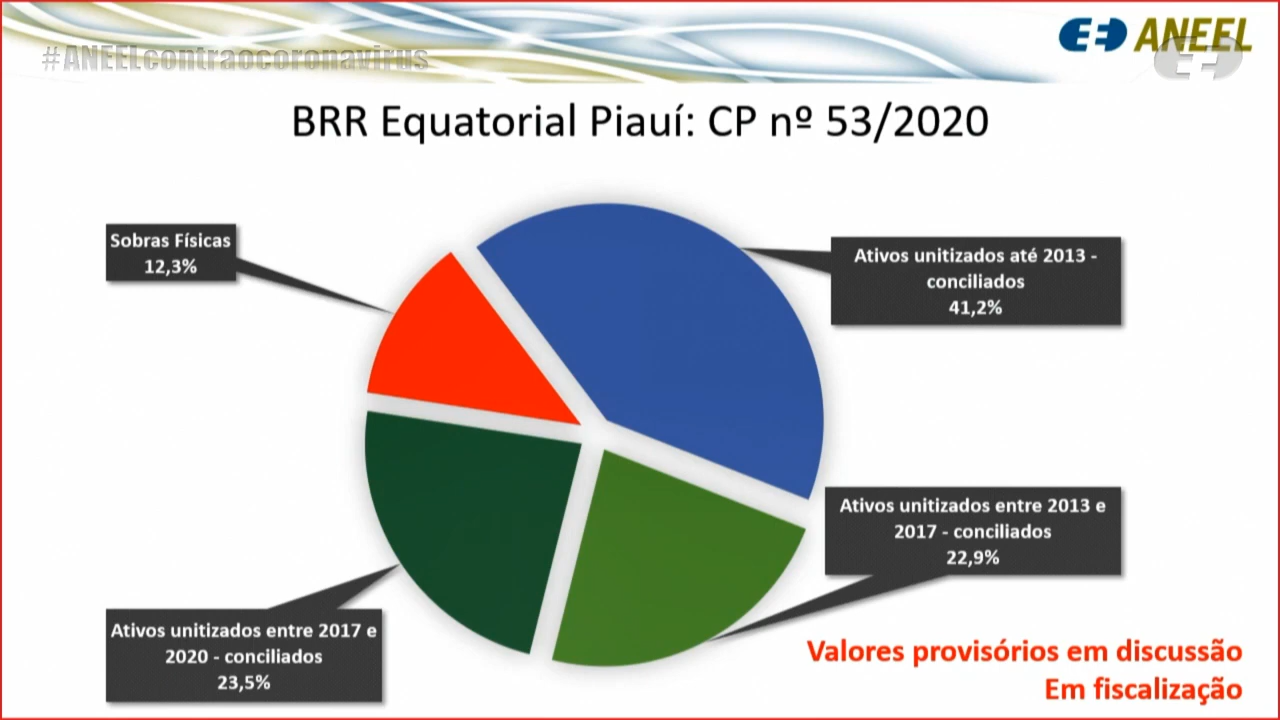 #ANEELcontraocoronavirus
ANEEL
BRR Equatorial Piauí: CP nº 53/2020
Sobras Físicas
12,3%
Ativos unitizados até 2013 -
conciliados
41,2%
Ativos unitizados entre 2013 e
2017 - conciliados
22,9%
Ativos unitizados entre 2017 e
2020 - conciliados
23,5%
Valores provisórios em discussão
Em fiscalização